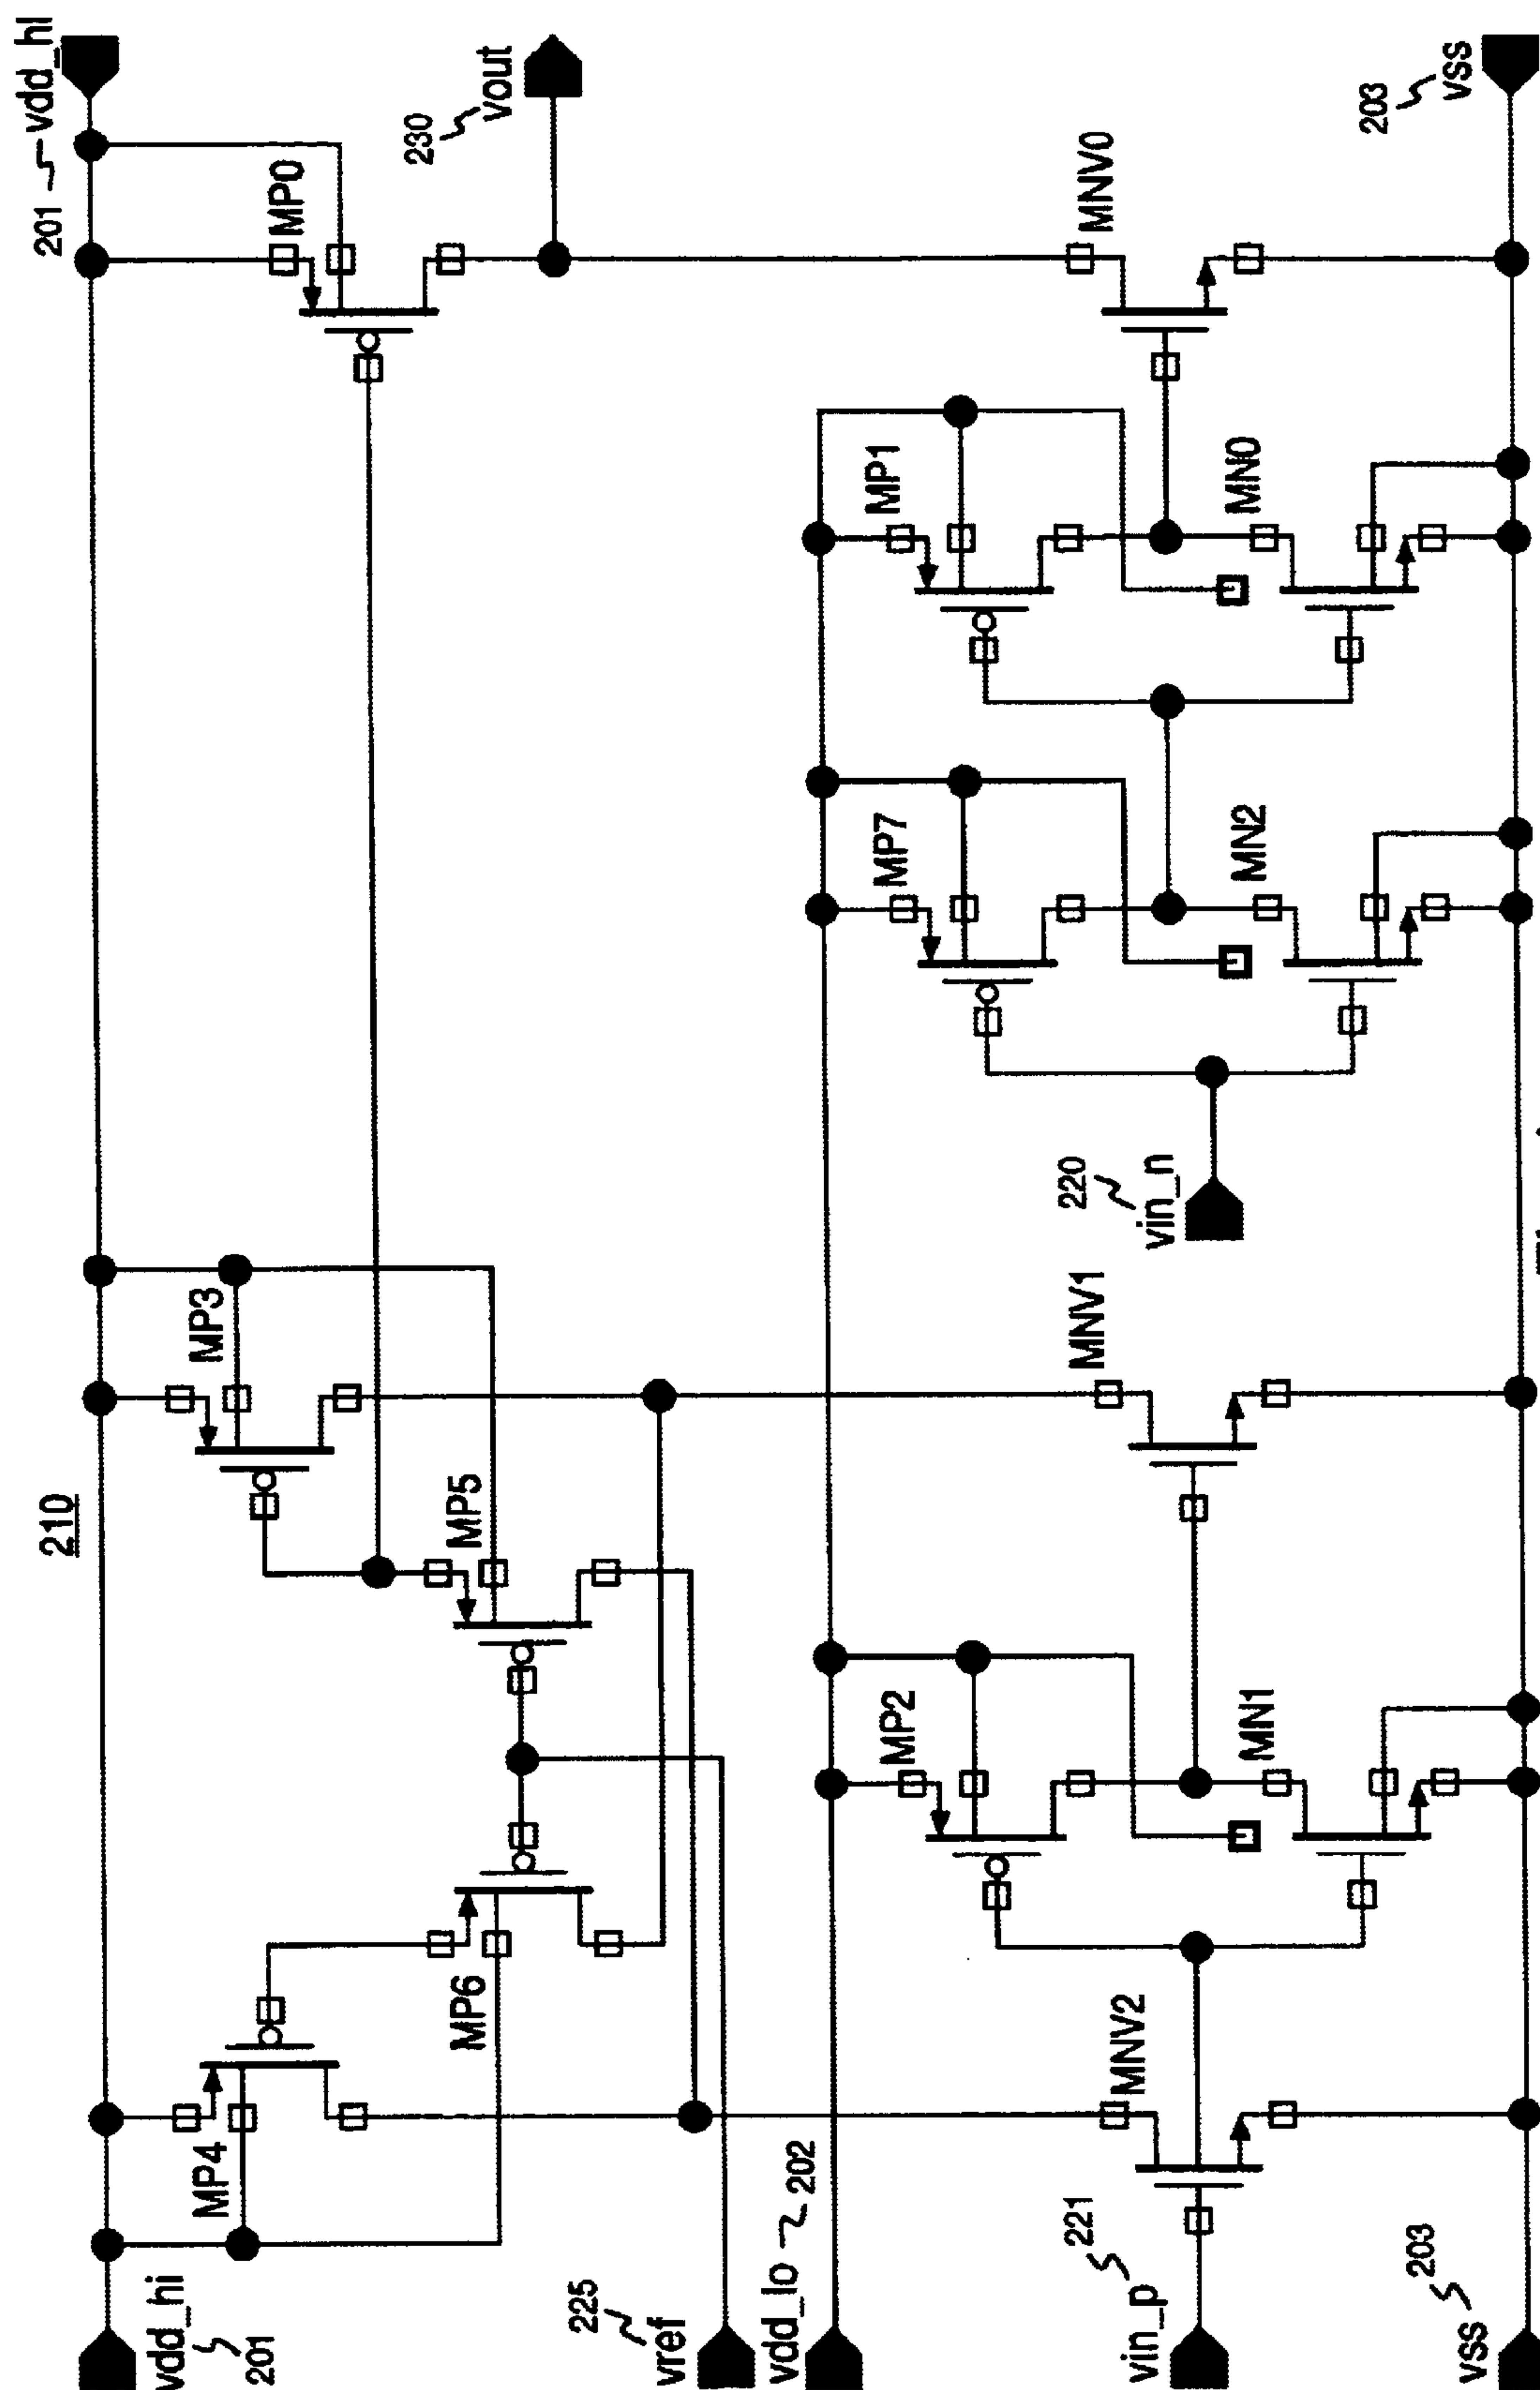 210
201 vdd_hi
vdd_hi
201
MP4
MP3
MP0
MP6
MP5
230
vout
225
vref
vdd_lo 202
MP2
MP7
MP1
221
vin_p
MNV2
MNV1
220
vin_n
MNV0
MN1
MN2
MN0
203
vss
203
vss